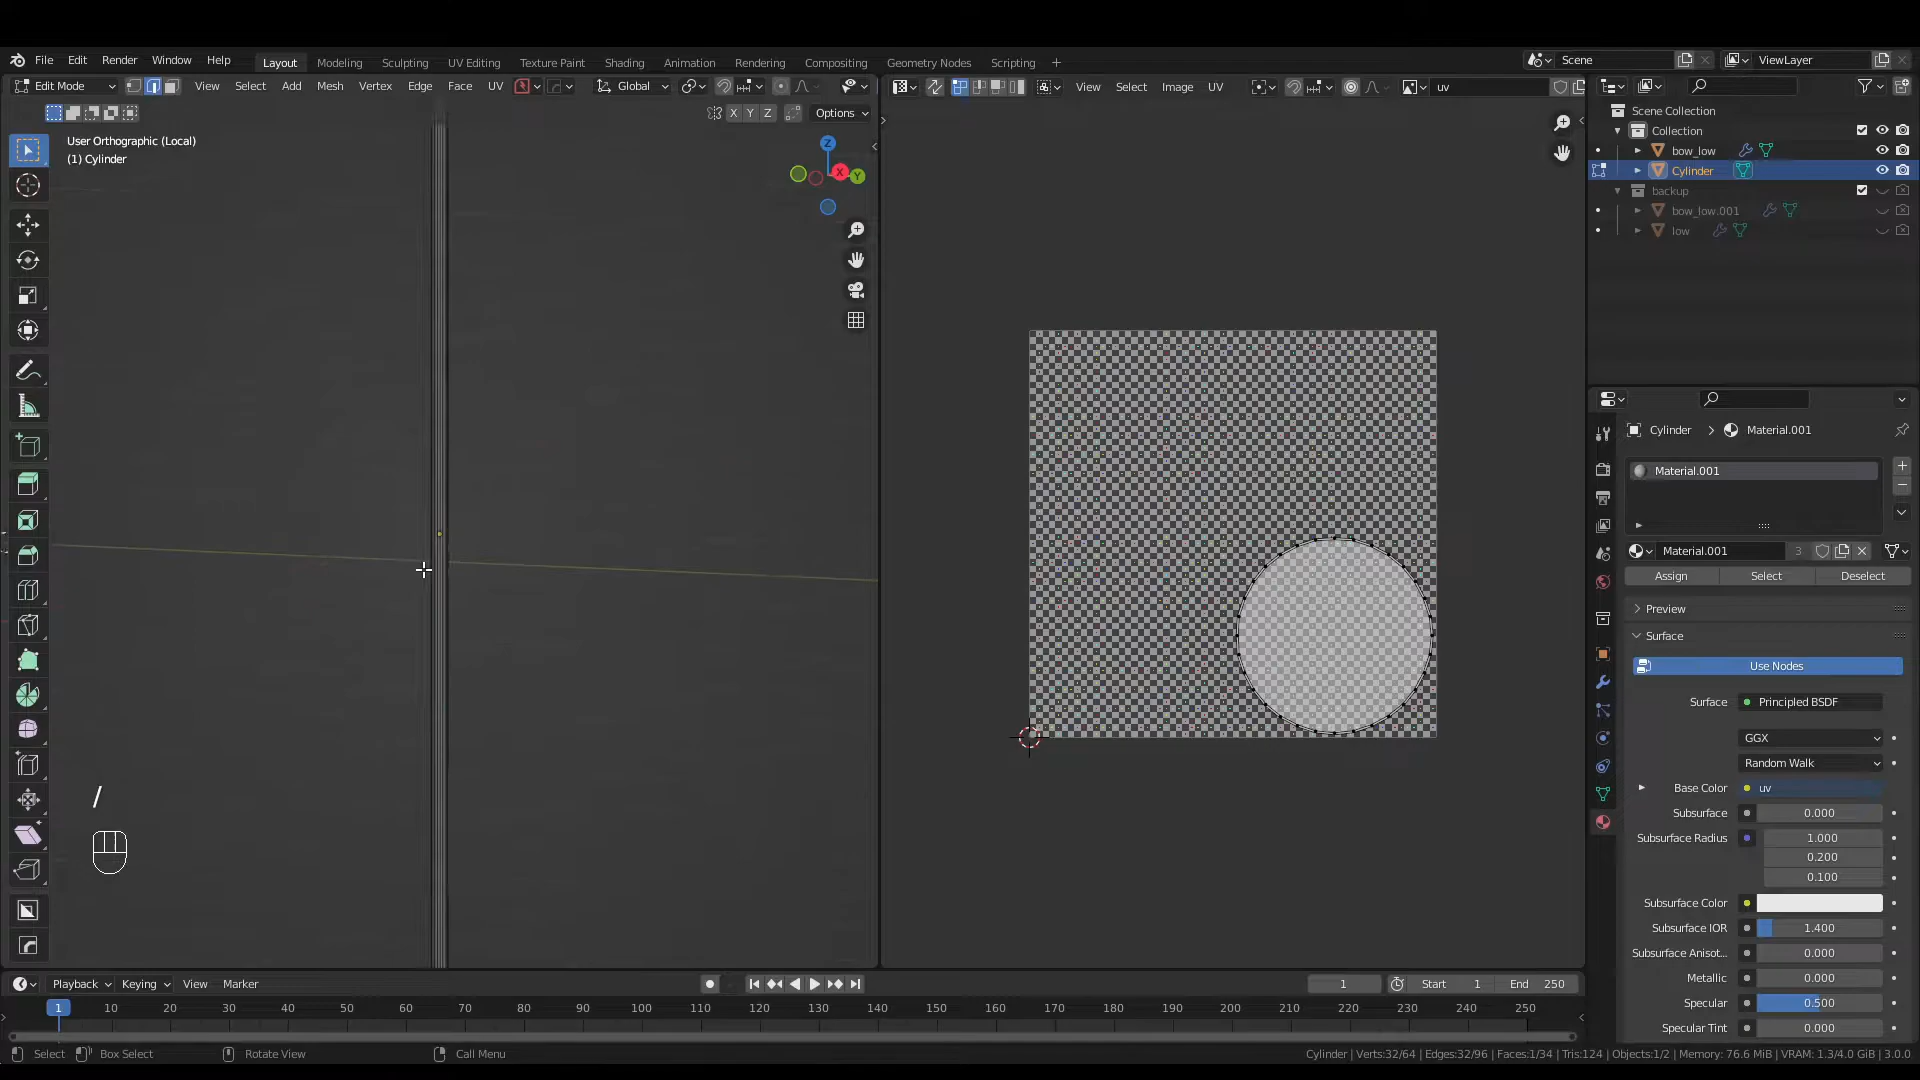 File Edit Render Window Help Layout Modeling Sculpting UV Editing Texture Paint Shading Animation Rendering Compositing Geometry Nodes Scripting + Scene ViewLayer
Edit Mode View Select Add Mesh Vertex Edge Face UV Global View Select Image UV uv
X Y Z Options
User Orthographic (Local)
(1) Cylinder
Z
X
Y
Scene Collection
Collection
bow_low
Cylinder
backup
bow_low.001
low
Cylinder > Material.001
Material.001
Material.001 3
Assign Select Deselect
Preview
Surface
Use Nodes
Surface Principled BSDF
GGX
Random Walk
Base Color uv
Subsurface 0.000
Subsurface Radius 1.000
0.200
0.100
Subsurface Color
Subsurface IOR 1.400
Subsurface Anisot... 0.000
Metallic 0.000
Specular 0.500
Specular Tint 0.000
/
Playback Keying View Marker 1 Start 1 End 250
1 10 20 30 40 50 60 70 80 90 100 110 120 130 140 150 160 170 180 190 200 210 220 230 240 250
Select Box Select Rotate View Call Menu Cylinder | Verts:32/64 | Edges:32/96 | Faces:1/34 | Tris:124 | Objects:1/2 | Memory: 76.6 MiB | VRAM: 1.3/4.0 GiB | 3.0.0